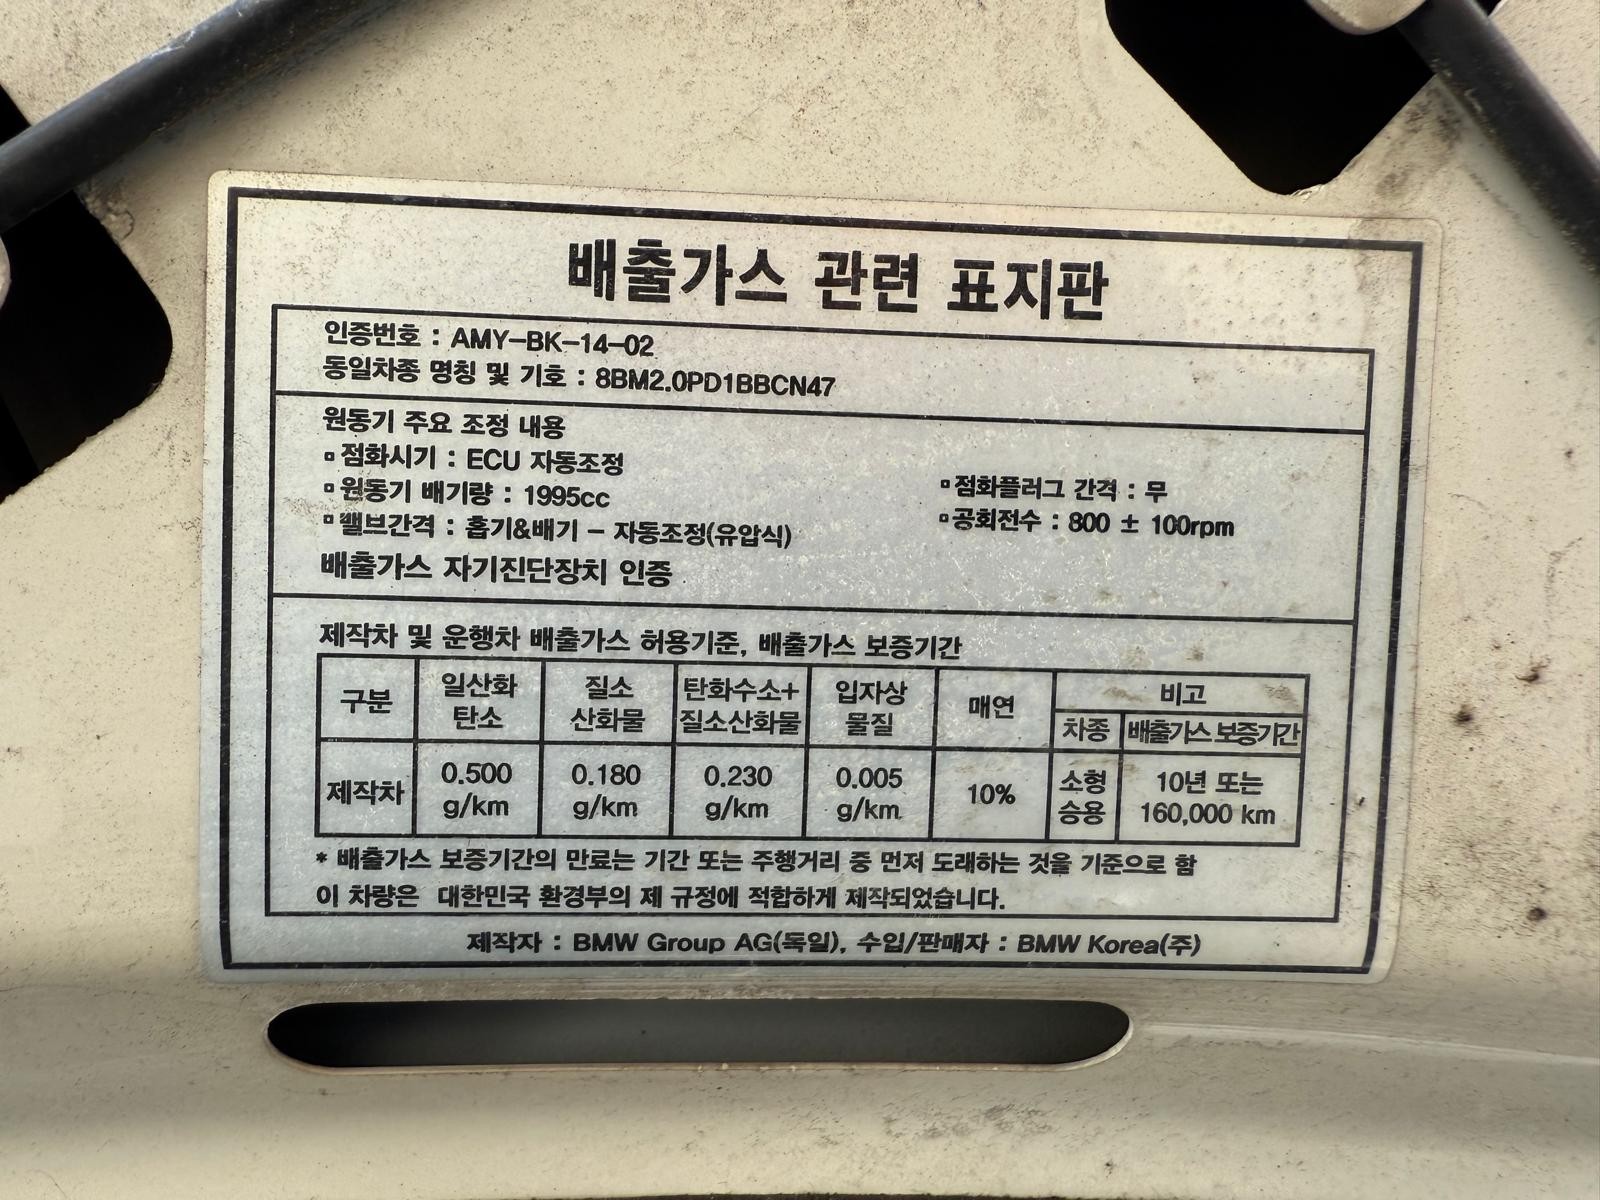 배출가스 관련 표지판
인증번호 : AMY-BK-14-02
동일차종 명칭 및 기호 : 8BM2.0PD1BBCN47
원동기 주요 조정 내용
▫점화시기 : ECU 자동조정
▫원동기 배기량 : 1995cc ▫점화플러그 간격 : 무
▫밸브간격 : 흡기&배기 - 자동조정(유압식) ▫공회전수 : 800 ± 100rpm
배출가스 자기진단장치 인증
제작차 및 운행차 배출가스 허용기준, 배출가스 보증기간
구분 일산화탄소 질소산화물 탄화수소+질소산화물 입자상물질 매연 비고
차종 배출가스 보증기간
제작차 0.500 g/km 0.180 g/km 0.230 g/km 0.005 g/km 10% 소형승용 10년 또는 160,000 km
* 배출가스 보증기간의 만료는 기간 또는 주행거리 중 먼저 도래하는 것을 기준으로 함
이 차량은 대한민국 환경부의 제 규정에 적합하게 제작되었습니다.
제작자 : BMW Group AG(독일), 수입/판매자 : BMW Korea(주)